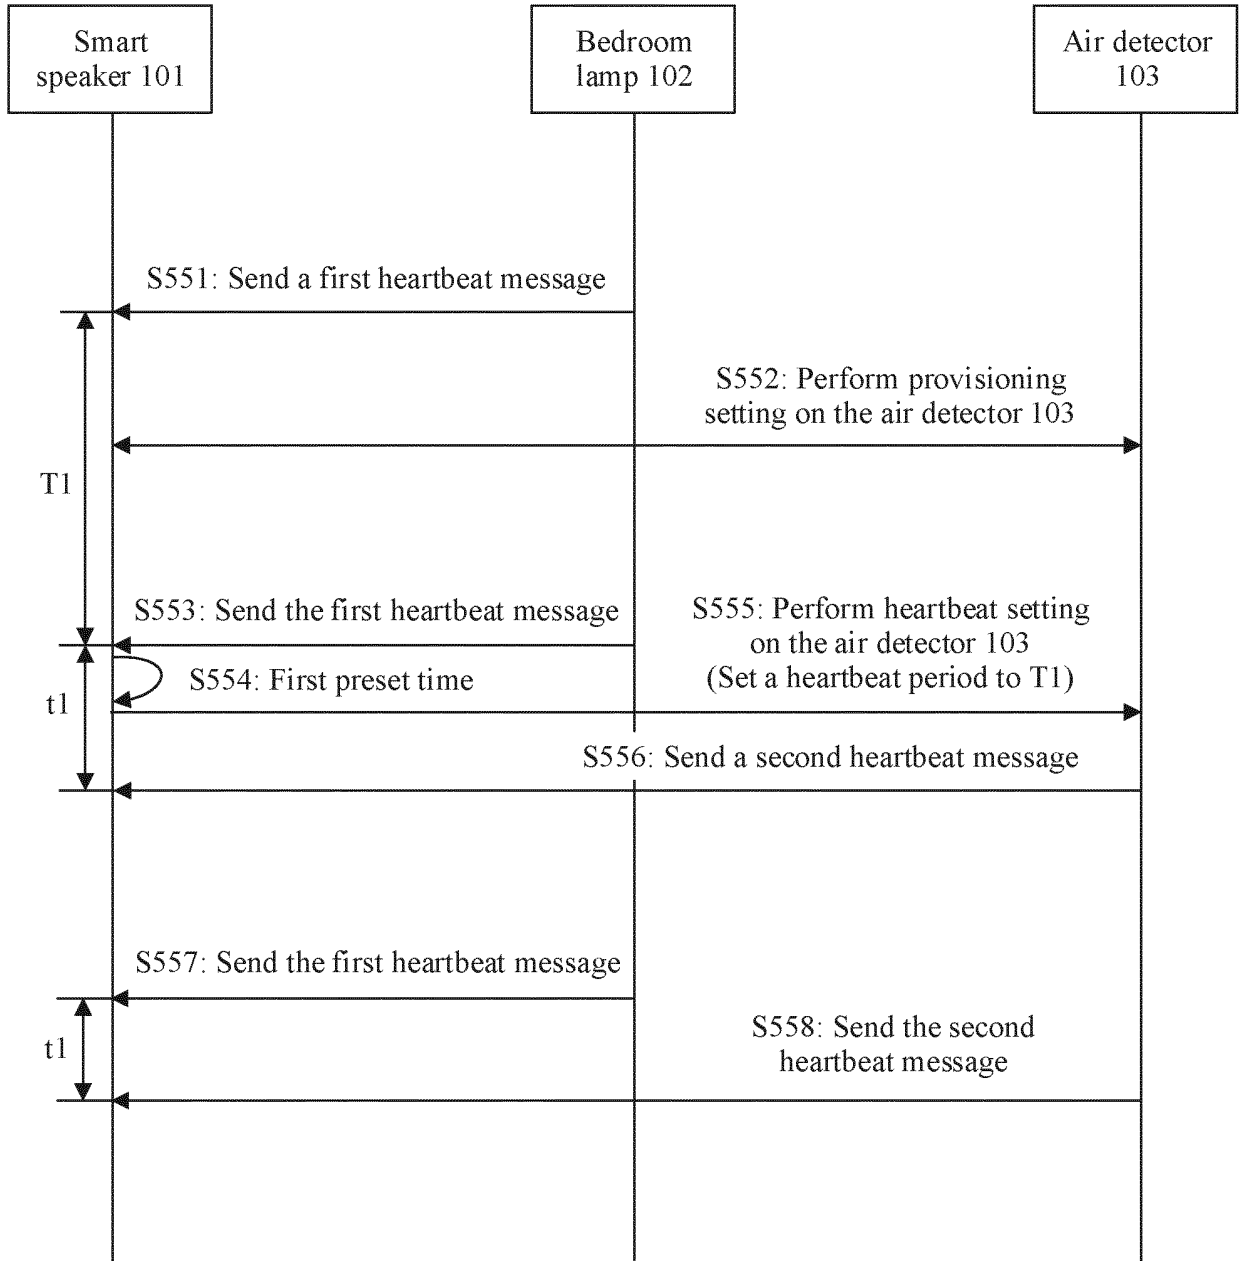 Smart
speaker 101
Bedroom
lamp 102
Air detector
103
S551: Send a first heartbeat message
S552: Perform provisioning
setting on the air detector 103
T1
S553: Send the first heartbeat message
S555: Perform heartbeat setting
on the air detector 103
(Set a heartbeat period to T1)
S554: First preset time
t1
S556: Send a second heartbeat message
S557: Send the first heartbeat message
t1
S558: Send the second
heartbeat message